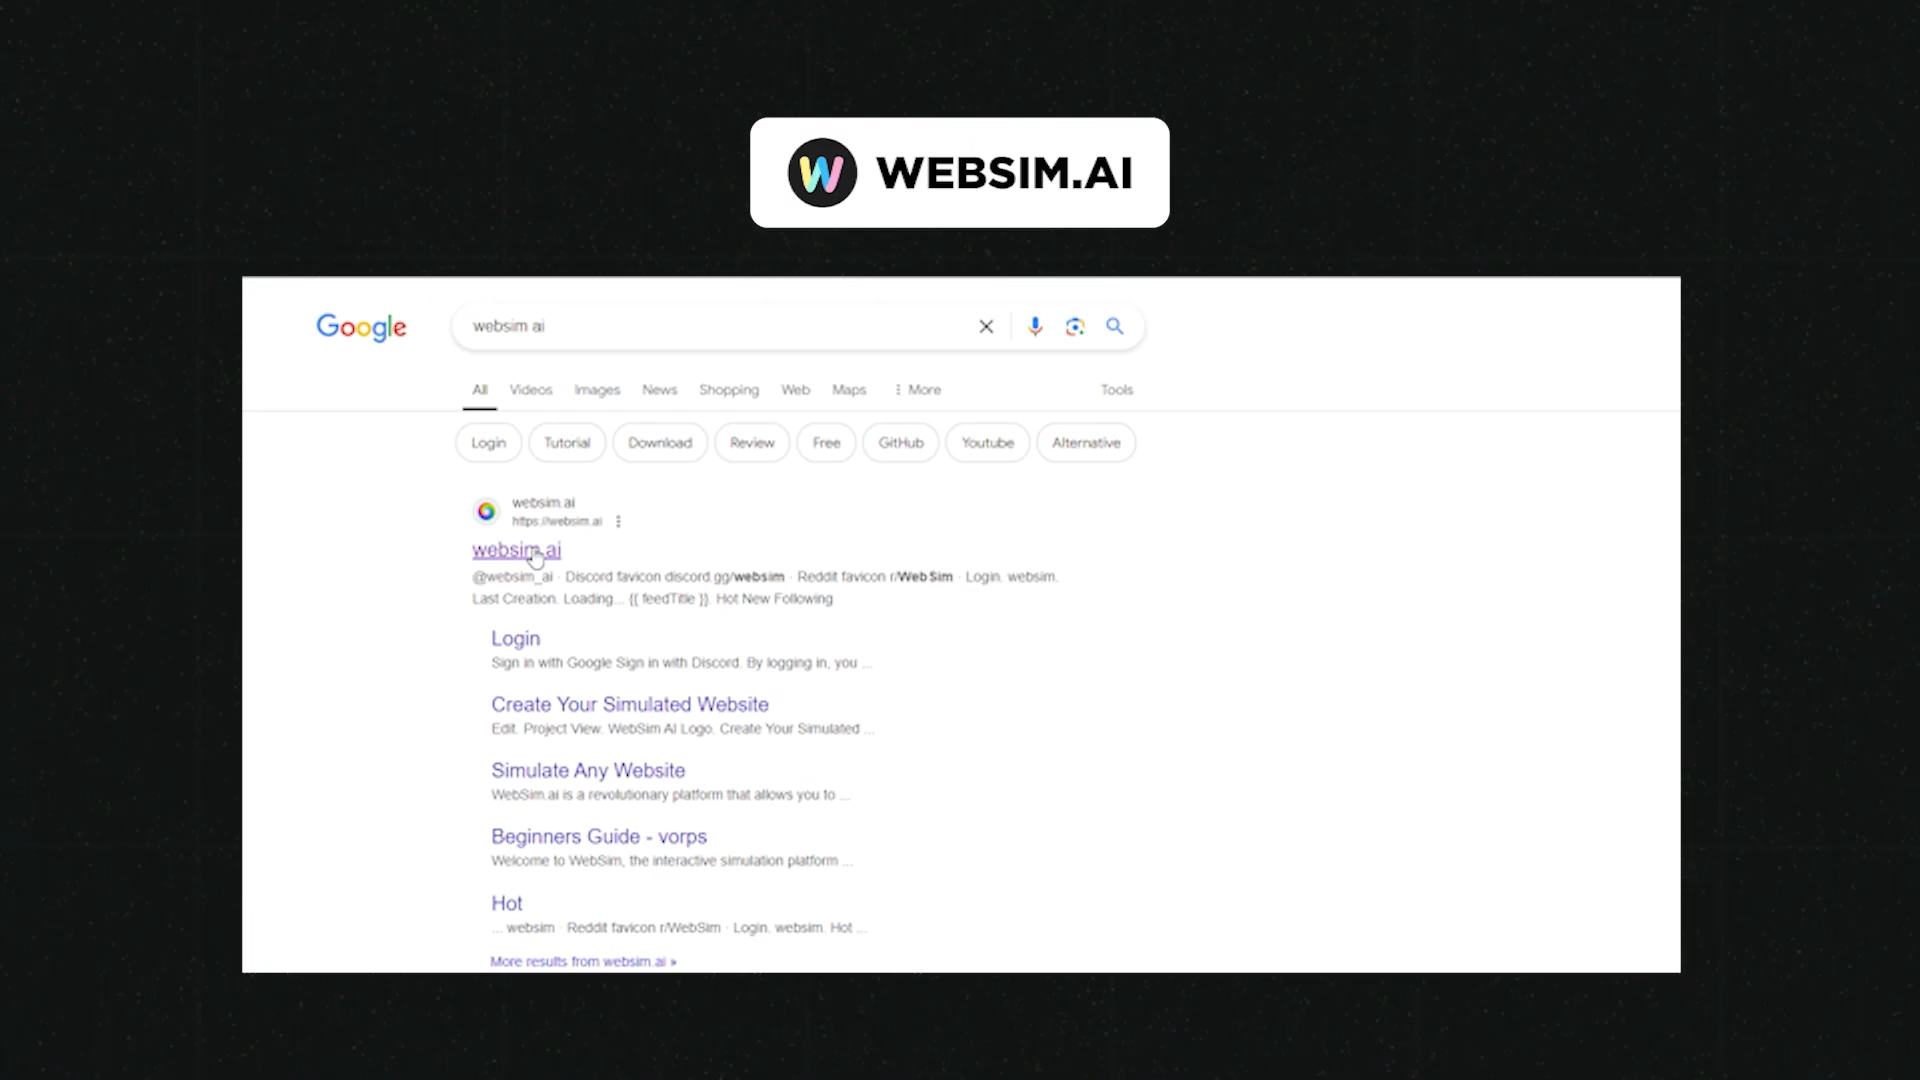 WEBSIM.AI
Google
websim ai
All Videos Images News Shopping Web Maps More Tools
Login Tutorial Download Review Free GitHub Youtube Alternative
websim.ai
https://websim.ai
websim.ai
@websim_ai · Discord favicon discord.gg/websim · Reddit favicon r/WebSim · Login. websim.
Last Creation. Loading... {{ feedTitle }}. Hot New Following
Login
Sign in with Google Sign in with Discord. By logging in, you ...
Create Your Simulated Website
Edit. Project View. WebSim AI Logo. Create Your Simulated ...
Simulate Any Website
WebSim.ai is a revolutionary platform that allows you to ...
Beginners Guide - vorps
Welcome to WebSim, the interactive simulation platform ...
Hot
... websim · Reddit favicon r/WebSim · Login. websim. Hot ...
More results from websim.ai »